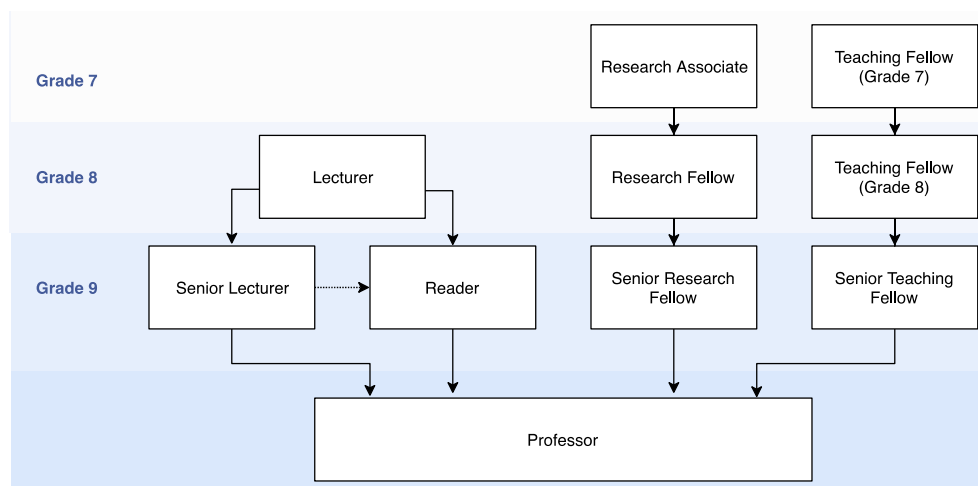 Grade 7
Research Associate
Teaching Fellow
(Grade 7)
Grade 8
Lecturer
Research Fellow
Teaching Fellow
(Grade 8)
Grade 9
Senior Lecturer
Reader
Senior Research
Fellow
Senior Teaching
Fellow
Professor